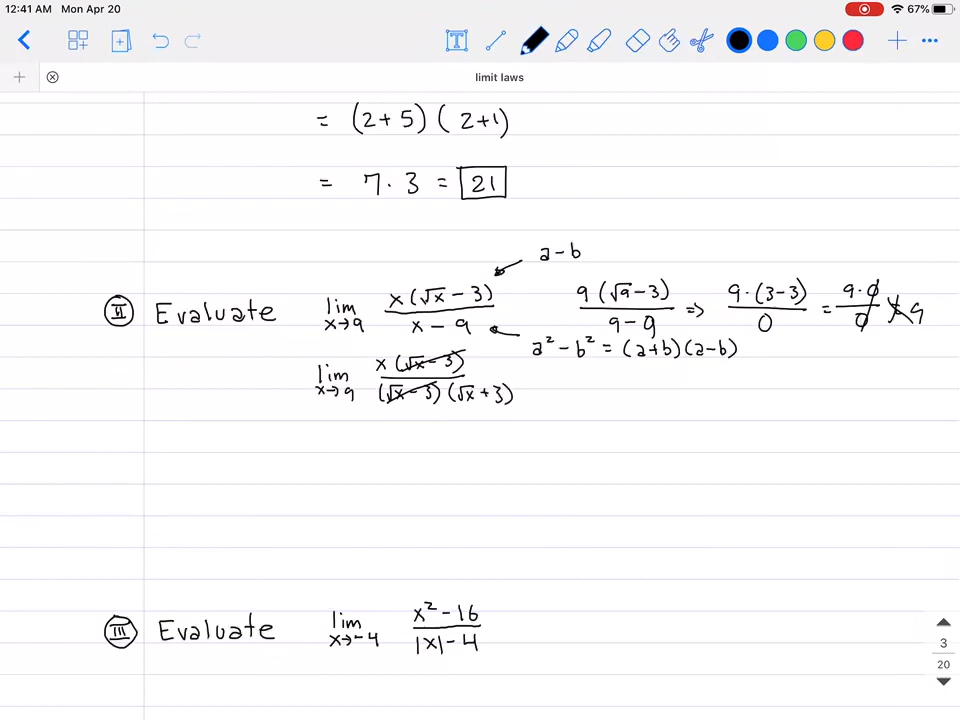 12:41 AM Mon Apr 20 67%
limit laws
= (2+5)(2+1)
= 7·3 = 21
a-b
II Evaluate lim x→9 x(√x-3)/(x-9) 9(√9-3)/(9-9) ⇒ 9·(3-3)/0 = 9·0/0 ≠ 9
a²-b² = (a+b)(a-b)
lim x→9 x(√x-3)/((√x-3)(√x+3))
III Evaluate lim x→-4 (x²-16)/(|x|-4)
3
20